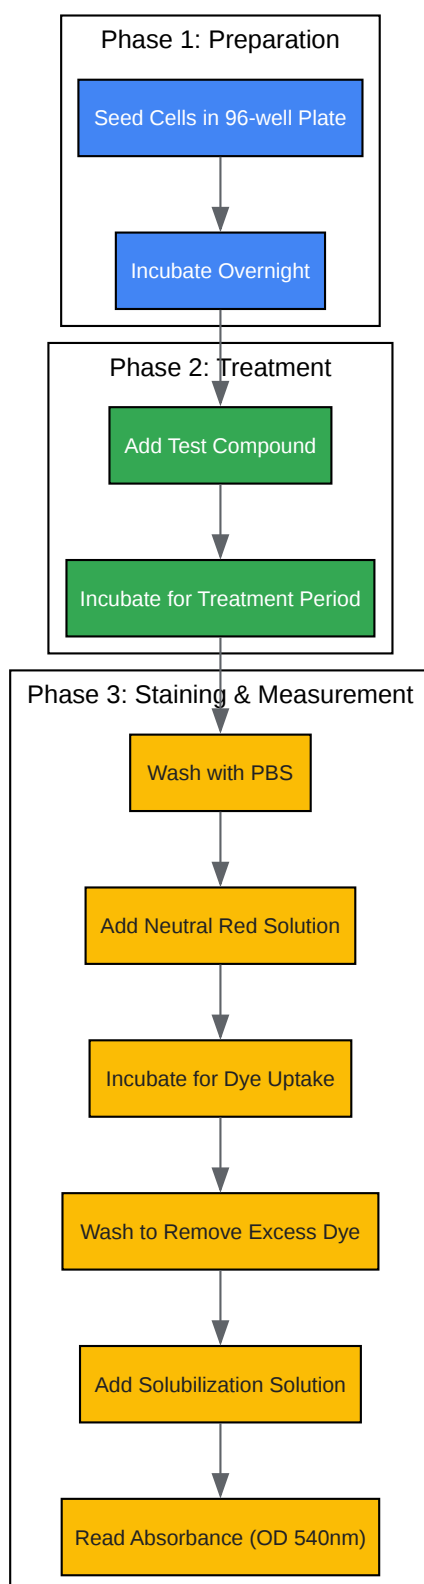 Phase 1: Preparation
Seed Cells in 96-well Plate
Incubate Overnight
Phase 2: Treatment
Add Test Compound
Incubate for Treatment Period
Phase 3: Staining & Measurement
Wash with PBS
Add Neutral Red Solution
Incubate for Dye Uptake
Wash to Remove Excess Dye
Add Solubilization Solution
Read Absorbance (OD 540nm)